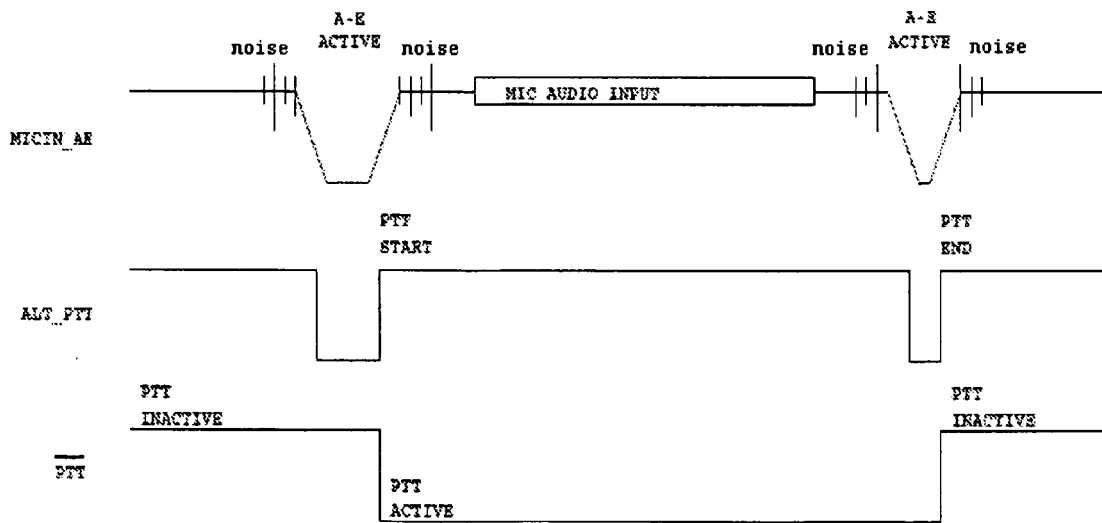 A-E
ACTIVE
noise
noise
A-E
ACTIVE
noise
noise
MIC AUDIO INPUT
MICIN_AE
PTT
START
PTT
END
ALT_PTT
PTT
INACTIVE
PTT
INACTIVE
PTT
PTT
ACTIVE